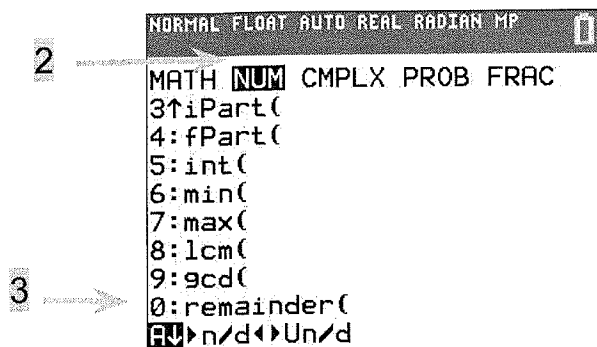 NORMAL FLOAT AUTO REAL RADIAN MP
2
MATH NUM CMPLX PROB FRAC
3↑iPart(
4:fPart(
5:int(
6:min(
7:max(
8:lcm(
9:gcd(
3
0:remainder(
A↓▶n/d◀▶Un/d